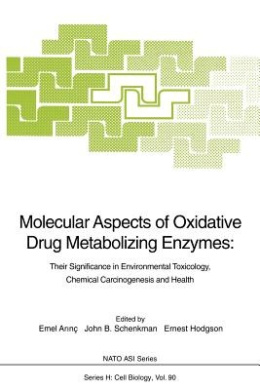 Molecular Aspects of Oxidative
Drug Metabolizing Enzymes:
Their Significance in Environmental Toxicology,
Chemical Carcinogenesis and Health
Edited by
Emel Arınç John B. Schenkman Ernest Hodgson
NATO ASI Series
Series H: Cell Biology, Vol. 90